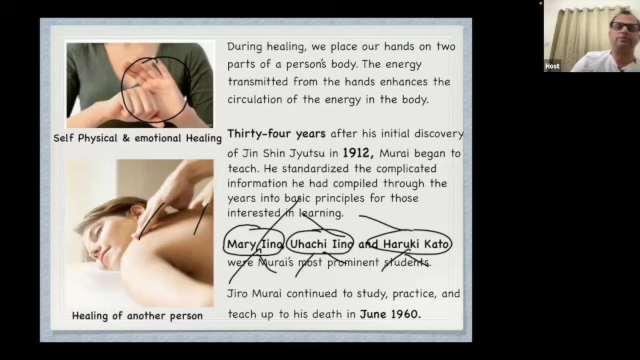 During healing, we place our hands on two
parts of a person's body. The energy
transmitted from the hands enhances the
circulation of the energy in the body.
Self Physical & emotional Healing
Thirty-four years after his initial discovery
of Jin Shin Jyutsu in 1912, Murai began to
teach. He standardized the complicated
information he had compiled through the
years into basic principles for those
interested in learning.
Mary Iino, Uhachi Iino and Haruki Kato
were Murai's most prominent students.
Jiro Murai continued to study, practice, and
teach up to his death in June 1960.
Healing of another person
Host